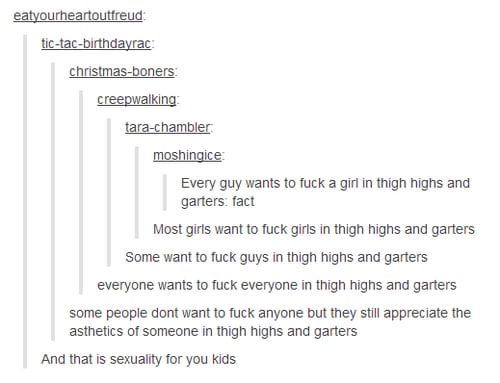 eatyourheartoutfreud:
tic-tac-birthdayrac:
christmas-boners:
creepwalking:
tara-chambler:
moshingice:
Every guy wants to fuck a girl in thigh highs and
garters: fact
Most girls want to fuck girls in thigh highs and garters
Some want to fuck guys in thigh highs and garters
everyone wants to fuck everyone in thigh highs and garters
some people dont want to fuck anyone but they still appreciate the
asthetics of someone in thigh highs and garters
And that is sexuality for you kids